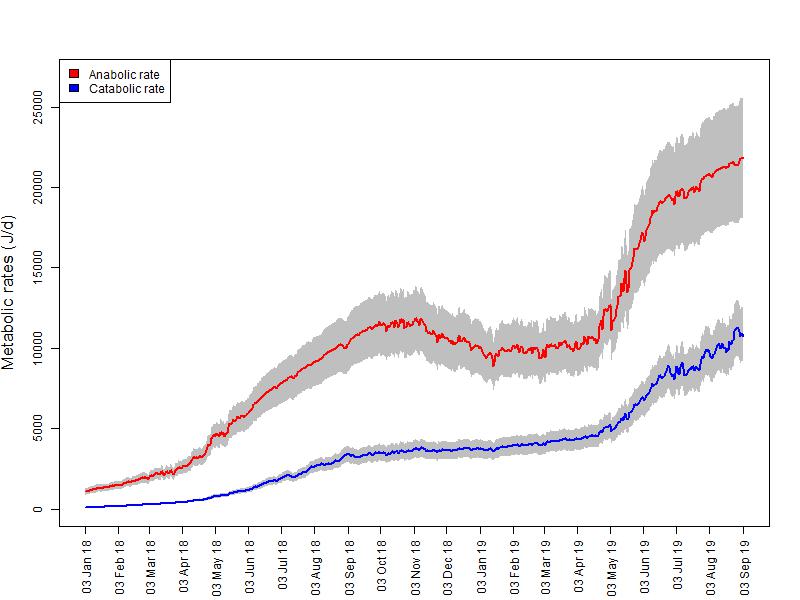 Anabolic rate
Catabolic rate
Metabolic rates (J/d)
25000
20000
15000
10000
5000
0
03 Jan 18
03 Feb 18
03 Mar 18
03 Apr 18
03 May 18
03 Jun 18
03 Jul 18
03 Aug 18
03 Sep 18
03 Oct 18
03 Nov 18
03 Dec 18
03 Jan 19
03 Feb 19
03 Mar 19
03 Apr 19
03 May 19
03 Jun 19
03 Jul 19
03 Aug 19
03 Sep 19